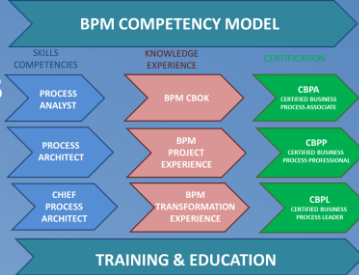 BPM COMPETENCY MODEL
SKILLS
COMPETENCIES
KNOWLEDGE
EXPERIENCE
CERTIFICATION
PROCESS
ANALYST
BPM CBOK
CBPA
CERTIFIED BUSINESS
PROCESS ASSOCIATE
PROCESS
ARCHITECT
BPM
PROJECT
EXPERIENCE
CBPP
CERTIFIED BUSINESS
PROCESS PROFESSIONAL
CHIEF
PROCESS
ARCHITECT
BPM
TRANSFORMATION
EXPERIENCE
CBPL
CERTIFIED BUSINESS
PROCESS LEADER
TRAINING & EDUCATION